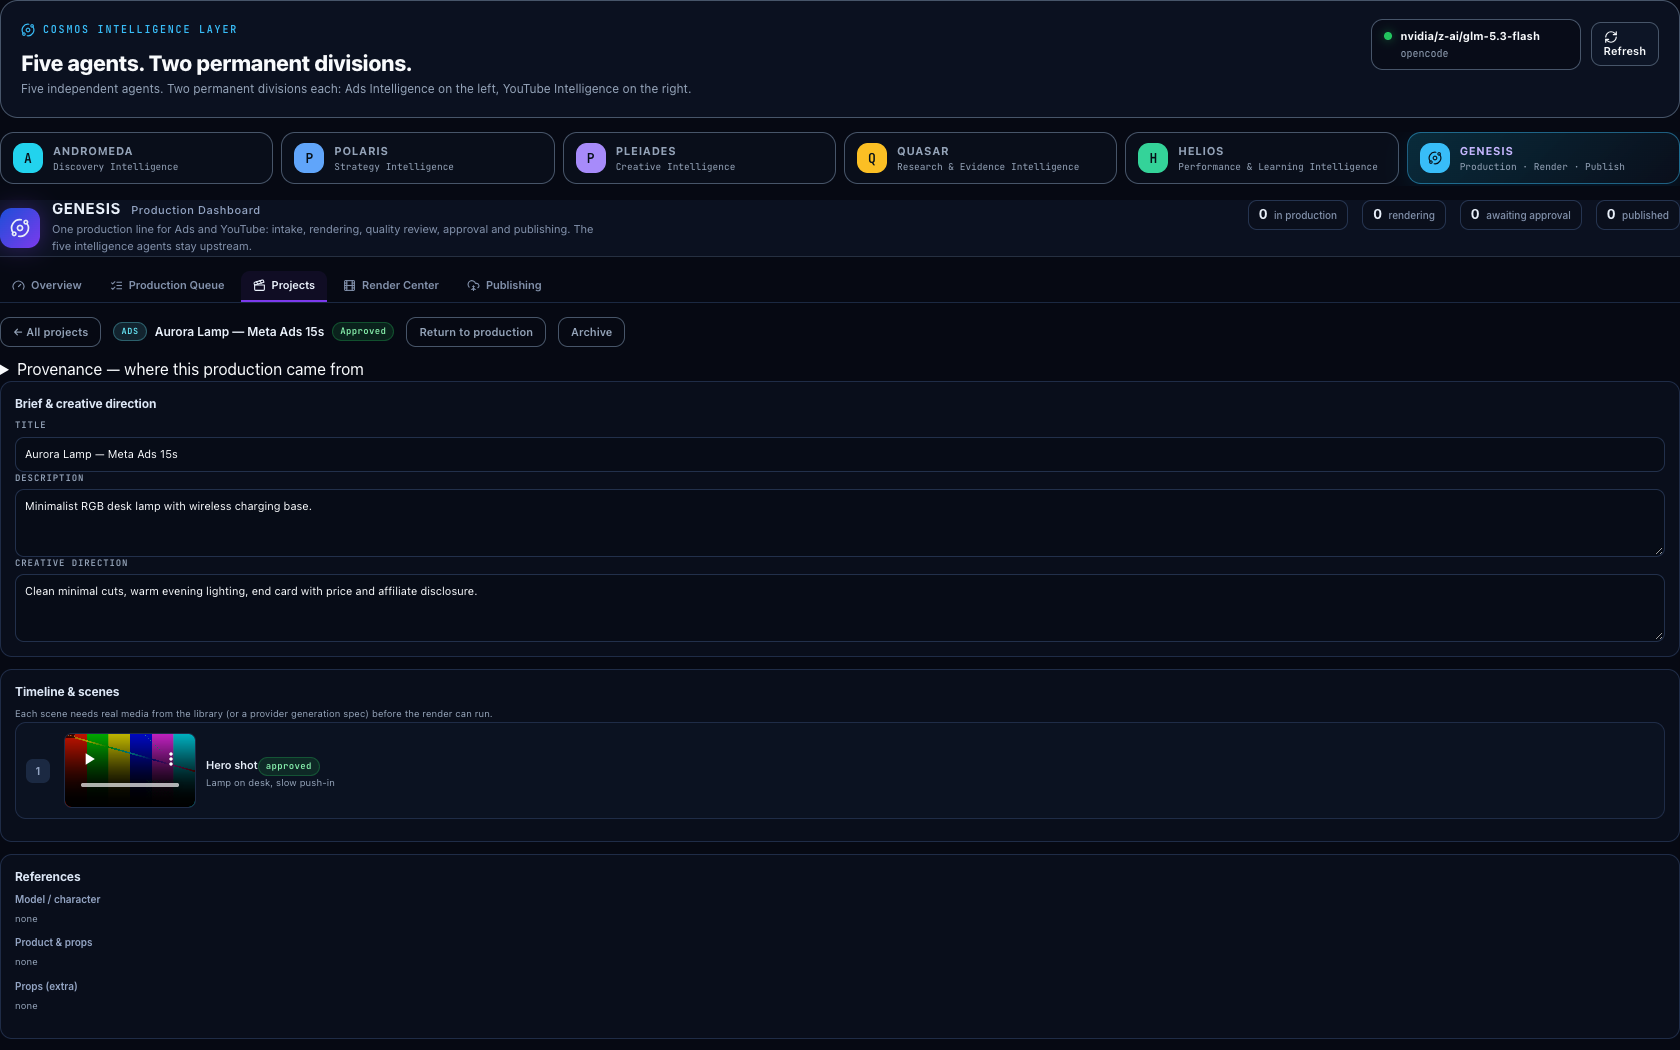 COSMOS INTELLIGENCE LAYER
Five agents. Two permanent divisions.
Five independent agents. Two permanent divisions each: Ads Intelligence on the left, YouTube Intelligence on the right.
nvidia/z-ai/glm-5.3-flash
opencode
Refresh
A
ANDROMEDA
Discovery Intelligence
P
POLARIS
Strategy Intelligence
P
PLEIADES
Creative Intelligence
Q
QUASAR
Research & Evidence Intelligence
H
HELIOS
Performance & Learning Intelligence
GENESIS
Production · Render · Publish
GENESIS Production Dashboard
One production line for Ads and YouTube: intake, rendering, quality review, approval and publishing. The
five intelligence agents stay upstream.
0 in production
0 rendering
0 awaiting approval
0 published
Overview
Production Queue
Projects
Render Center
Publishing
← All projects
ADS
Aurora Lamp — Meta Ads 15s
Approved
Return to production
Archive
Provenance — where this production came from
Brief & creative direction
TITLE
Aurora Lamp — Meta Ads 15s
DESCRIPTION
Minimalist RGB desk lamp with wireless charging base.
CREATIVE DIRECTION
Clean minimal cuts, warm evening lighting, end card with price and affiliate disclosure.
Timeline & scenes
Each scene needs real media from the library (or a provider generation spec) before the render can run.
1
Hero shot approved
Lamp on desk, slow push-in
References
Model / character
none
Product & props
none
Props (extra)
none